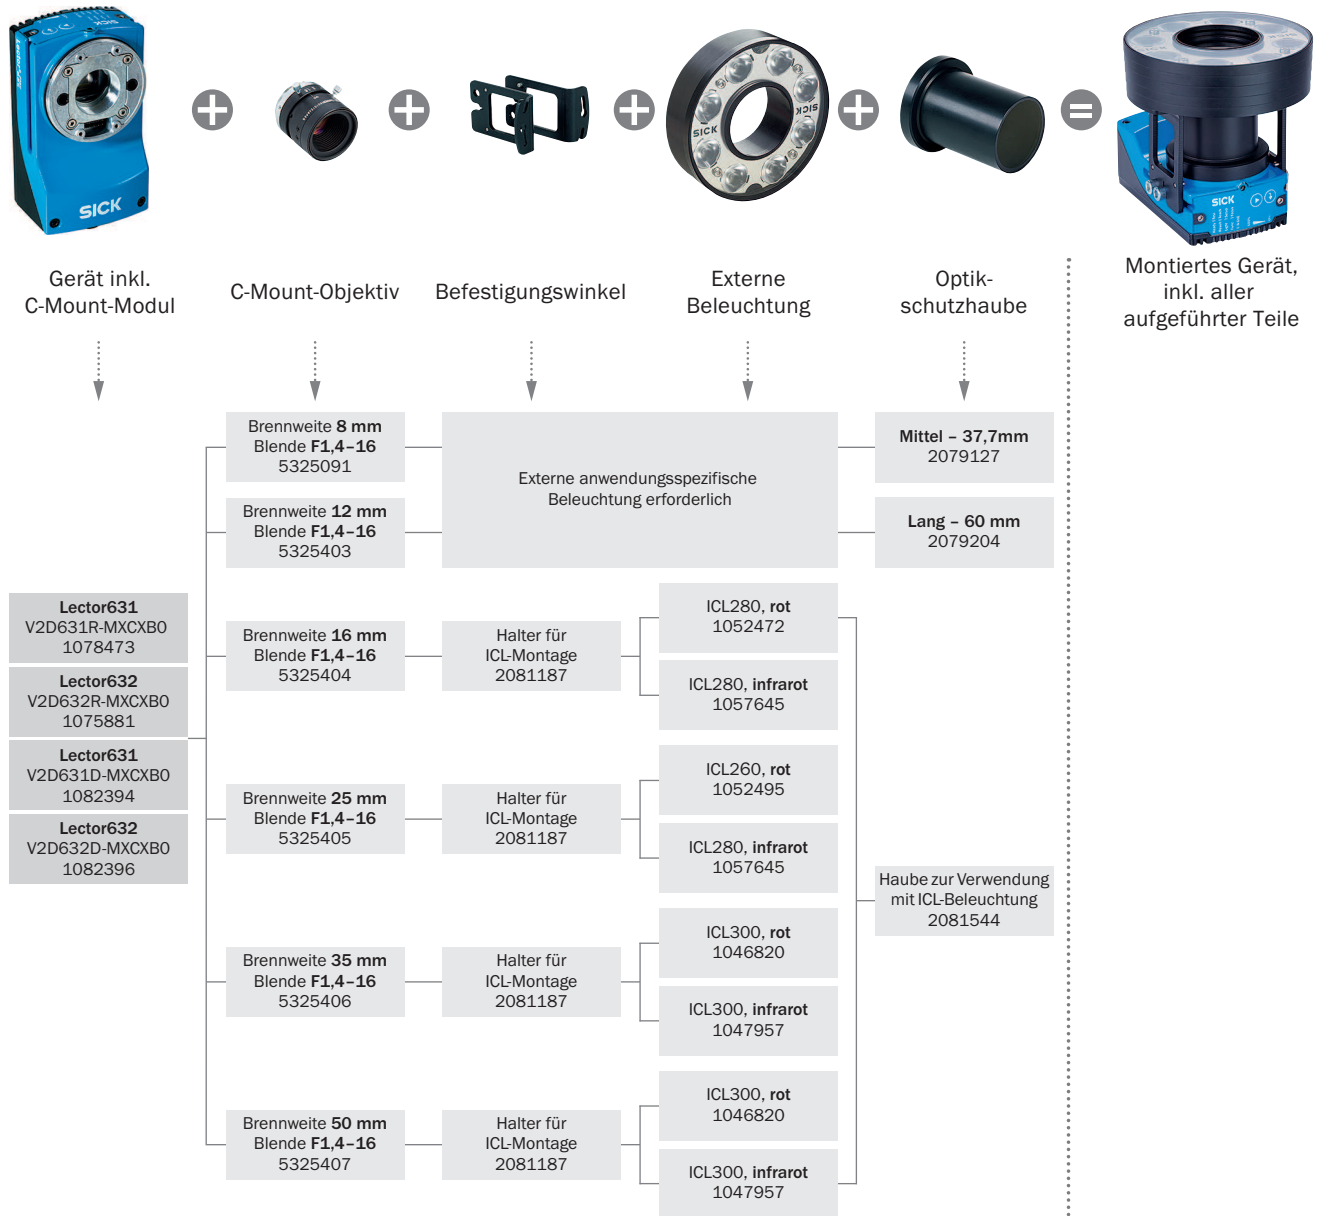 SICK
SICK
SICK
SICK
Gerät inkl.
C-Mount-Modul
C-Mount-Objektiv
Befestigungswinkel
Externe
Beleuchtung
Optik-
schutzhaube
Montiertes Gerät,
inkl. aller
aufgeführter Teile
Lector631
V2D631R-MXCXB0
1078473
Lector632
V2D632R-MXCXB0
1075881
Lector631
V2D631D-MXCXB0
1082394
Lector632
V2D632D-MXCXB0
1082396
Brennweite 8 mm
Blende F1,4–16
5325091
Externe anwendungsspezifische
Beleuchtung erforderlich
Mittel – 37,7mm
2079127
Brennweite 12 mm
Blende F1,4–16
5325403
Lang – 60 mm
2079204
Brennweite 16 mm
Blende F1,4–16
5325404
Halter für
ICL-Montage
2081187
ICL280, rot
1052472
ICL280, infrarot
1057645
Brennweite 25 mm
Blende F1,4–16
5325405
Halter für
ICL-Montage
2081187
ICL260, rot
1052495
ICL280, infrarot
1057645
Brennweite 35 mm
Blende F1,4–16
5325406
Halter für
ICL-Montage
2081187
ICL300, rot
1046820
ICL300, infrarot
1047957
Brennweite 50 mm
Blende F1,4–16
5325407
Halter für
ICL-Montage
2081187
ICL300, rot
1046820
ICL300, infrarot
1047957
Haube zur Verwendung
mit ICL-Beleuchtung
2081544